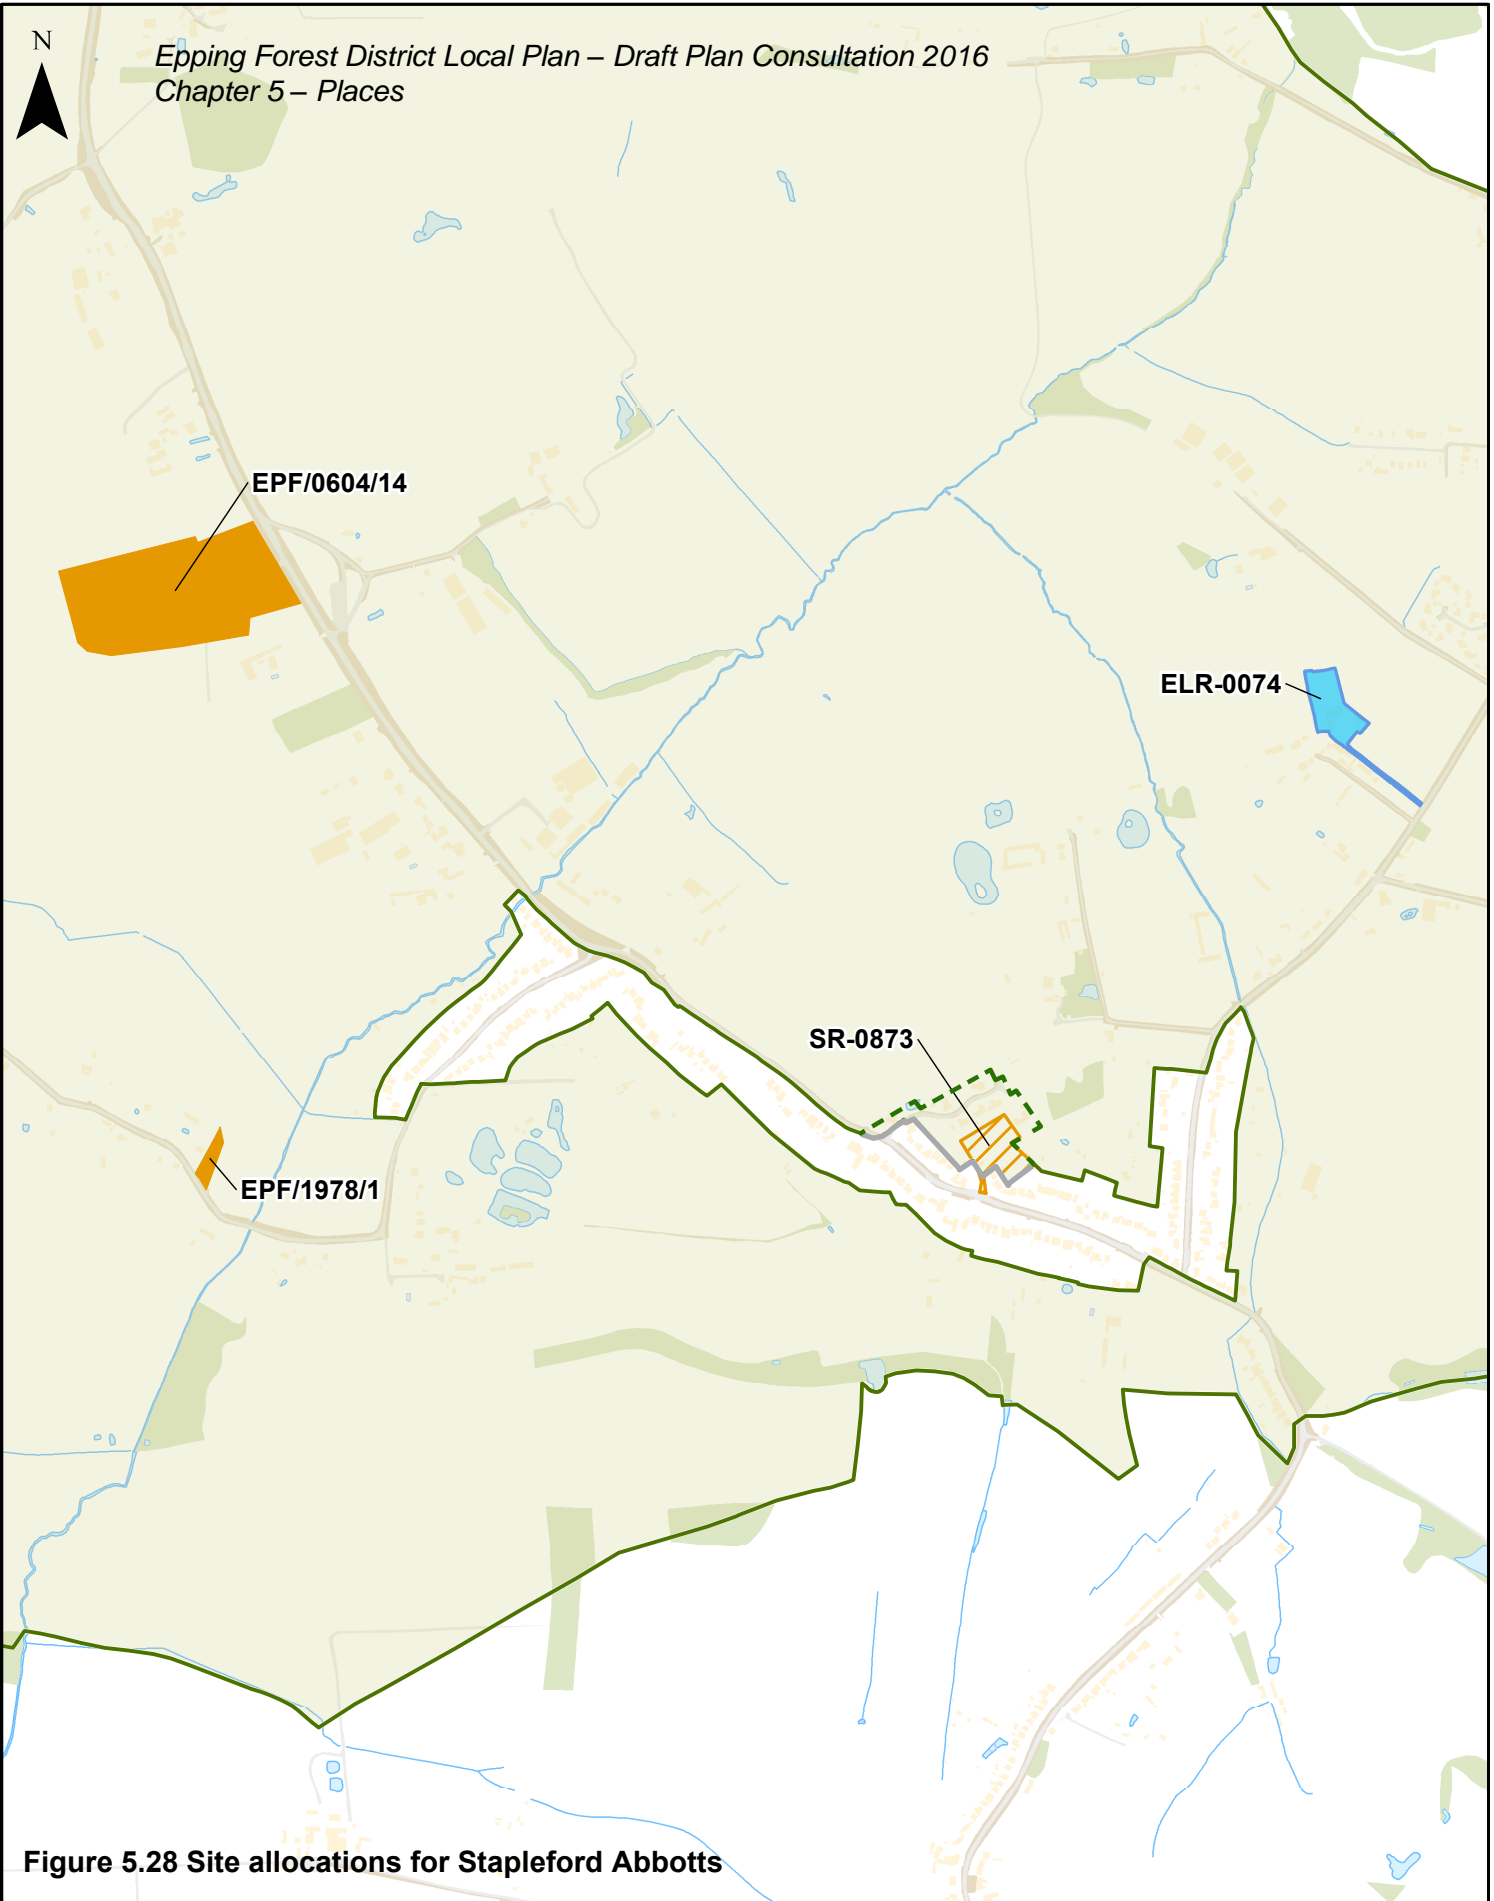 N
Epping Forest District Local Plan – Draft Plan Consultation 2016
Chapter 5 – Places
EPF/0604/14
ELR-0074
SR-0873
EPF/1978/1
Figure 5.28 Site allocations for Stapleford Abbotts